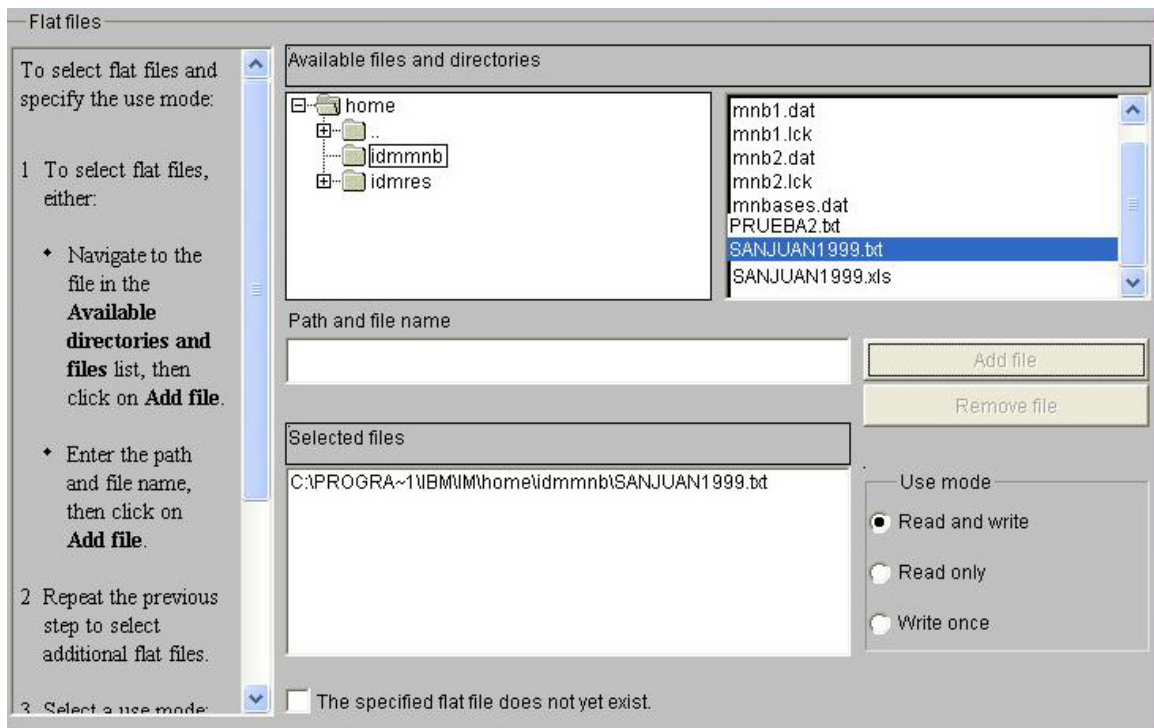 Flat files
To select flat files and
specify the use mode:
1 To select flat files,
either:
• Navigate to the
file in the
Available
directories and
files list, then
click on Add file.
• Enter the path
and file name,
then click on
Add file.
2 Repeat the previous
step to select
additional flat files.
3 Select a use mode:
Available files and directories
home
..
idmmnb
idmres
mnb1.dat
mnb1.lck
mnb2.dat
mnb2.lck
mnbases.dat
PRUEBA2.txt
SANJUAN1999.txt
SANJUAN1999.xls
Path and file name
Add file
Remove file
Selected files
C:\PROGRA~1\IBM\IM\home\idmmnb\SANJUAN1999.txt
Use mode
Read and write
Read only
Write once
The specified flat file does not yet exist.